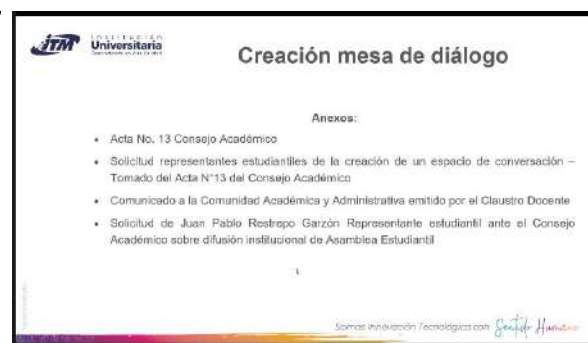 ITM
INSTITUCIÓN
Universitaria
Creación mesa de diálogo
Anexos:
• Acta No. 13 Consejo Académico
• Solicitud representantes estudiantiles de la creación de un espacio de conversación –
Tomado del Acta N°13 del Consejo Académico
• Comunicado a la Comunidad Académica y Administrativa emitido por el Claustro Docente
• Solicitud de Juan Pablo Restrepo Garzón Representante estudiantil ante el Consejo
Académico sobre difusión institucional de Asamblea Estudiantil
Somos Innovación Tecnológica con Sentido Humano